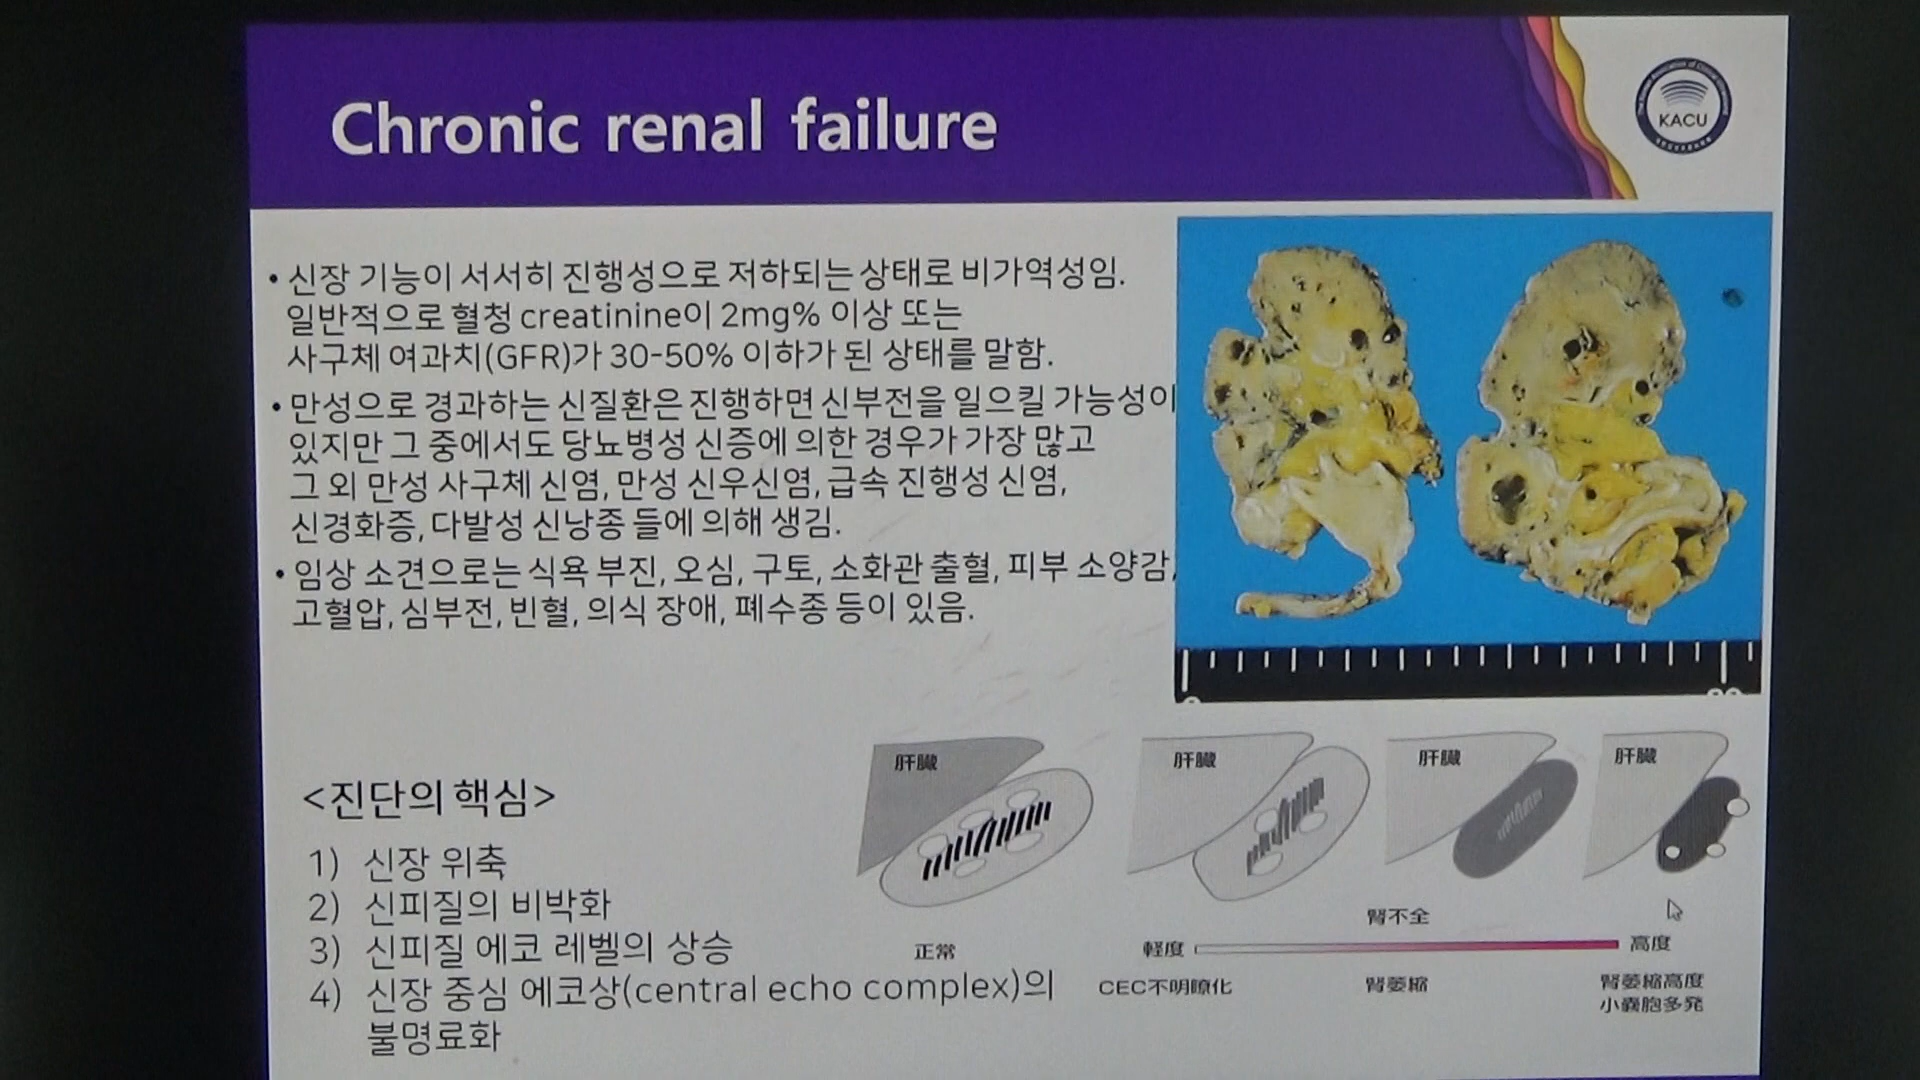 Chronic renal failure
KACU
• 신장 기능이 서서히 진행성으로 저하되는 상태로 비가역성임.
일반적으로 혈청 creatinine이 2mg% 이상 또는
사구체 여과치(GFR)가 30-50% 이하가 된 상태를 말함.
• 만성으로 경과하는 신질환은 진행하면 신부전을 일으킬 가능성이
있지만 그 중에서도 당뇨병성 신증에 의한 경우가 가장 많고
그 외 만성 사구체 신염, 만성 신우신염, 급속 진행성 신염,
신경화증, 다발성 신낭종 들에 의해 생김.
• 임상 소견으로는 식욕 부진, 오심, 구토, 소화관 출혈, 피부 소양감,
고혈압, 심부전, 빈혈, 의식 장애, 폐수종 등이 있음.
<진단의 핵심>
1) 신장 위축
2) 신피질의 비박화
3) 신피질 에코 레벨의 상승
4) 신장 중심 에코상(central echo complex)의
불명료화
肝臓
肝臓
肝臓
肝臓
腎不全
正常
軽度
高度
CEC不明瞭化
腎萎縮
腎萎縮高度
小嚢胞多発